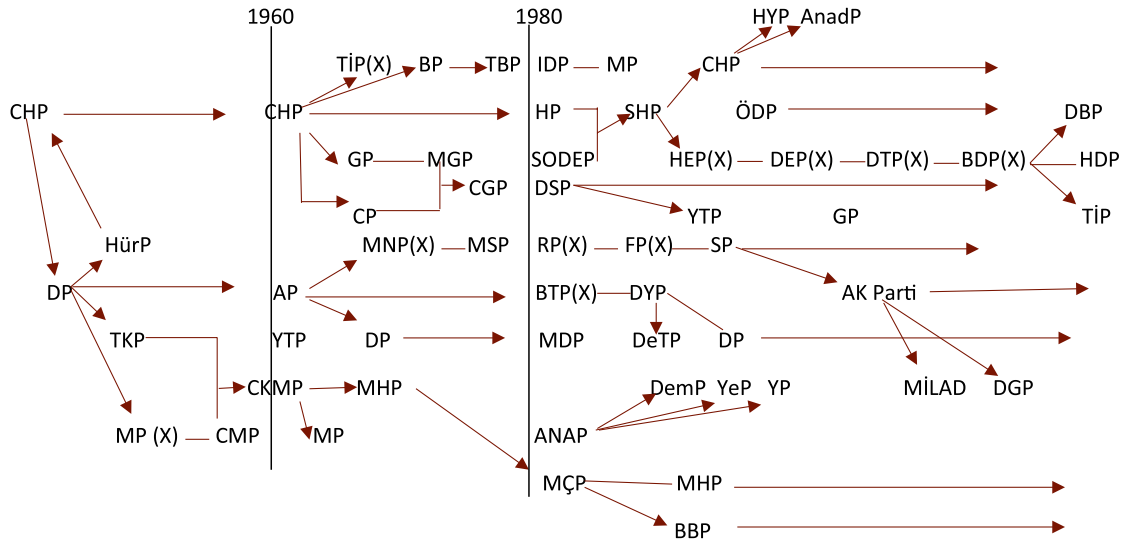 1960 1980 HYP AnadP
TİP(X) BP TBP IDP MP CHP
CHP CHP HP SHP ÖDP DBP
GP MGP SODEP HEP(X) DEP(X) DTP(X) BDP(X) HDP
CGP DSP
CP YTP GP TİP
HürP MNP(X) MSP RP(X) FP(X) SP
DP AP BTP(X) DYP AK Parti
TKP YTP DP MDP DeTP DP
CKMP MHP DemP YeP YP MİLAD DGP
MP (X) CMP MP ANAP
MÇP MHP
BBP